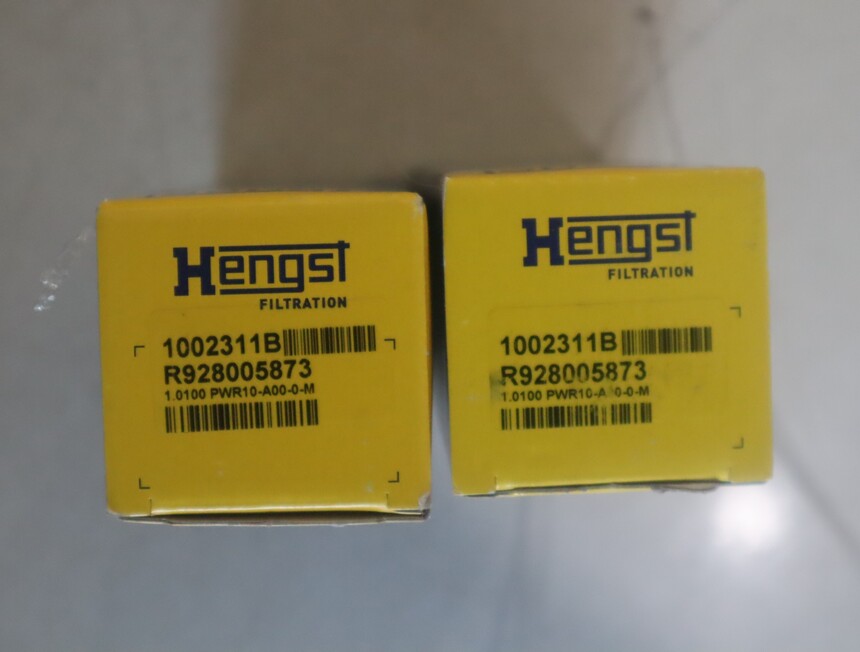 Hengst
FILTRATION
1002311B
R928005873
1.0100 PWR10-A00-0-M
Hengst
FILTRATION
1002311B
R928005873
1.0100 PWR10-A00-0-M